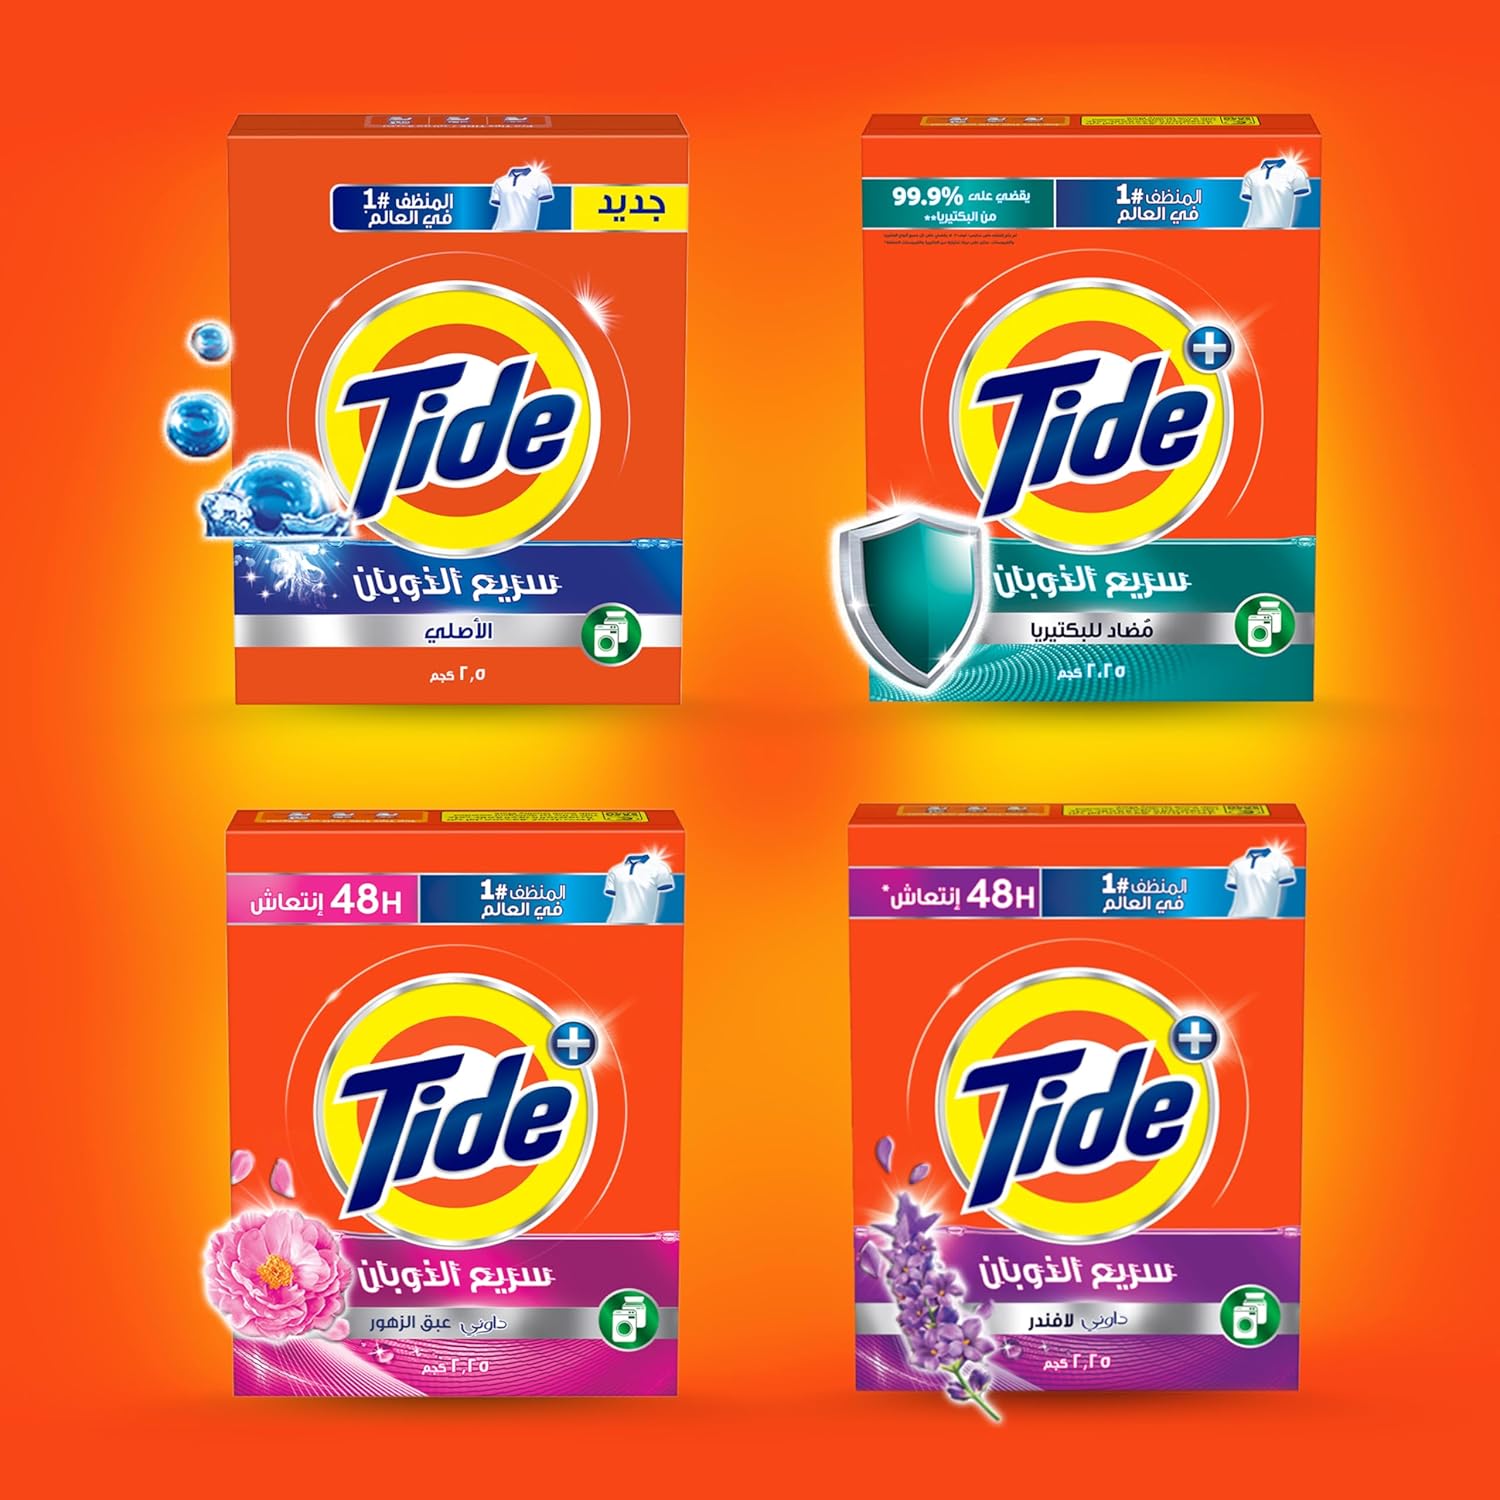 المنظف #1
في العالم
جديد
Tide
سريع الذوبان
الأصلي
٢,٥ كجم
المنظف #1
في العالم
يقضي على 99.9%
من البكتيريا**
Tide+
سريع الذوبان
مُضاد للبكتيريا
٢،٢٥ كجم
المنظف #1
في العالم
48H إنتعاش
Tide+
سريع الذوبان
داوني عبق الزهور
٢,٢٥ كجم
المنظف #1
في العالم
48H إنتعاش*
Tide+
سريع الذوبان
داوني لافندر
٢,٢٥ كجم